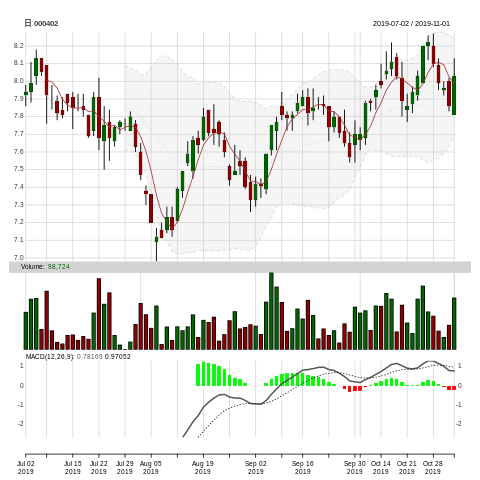 日 000402
2019-07-02 / 2019-11-01
8.2
8.1
8.0
7.9
7.8
7.7
7.6
7.5
7.4
7.3
7.2
7.1
7.0
Volume: 98,724
MACD(12,26,9): 0.78169 0.97052
1 1
0 0
-1 -1
-2 -2
Jul 02 Jul 15 Jul 22 Jul 29 Aug 05 Aug 19 Sep 02 Sep 16 Sep 30 Oct 14 Oct 21 Oct 28
2019 2019 2019 2019 2019 2019 2019 2019 2019 2019 2019 2019